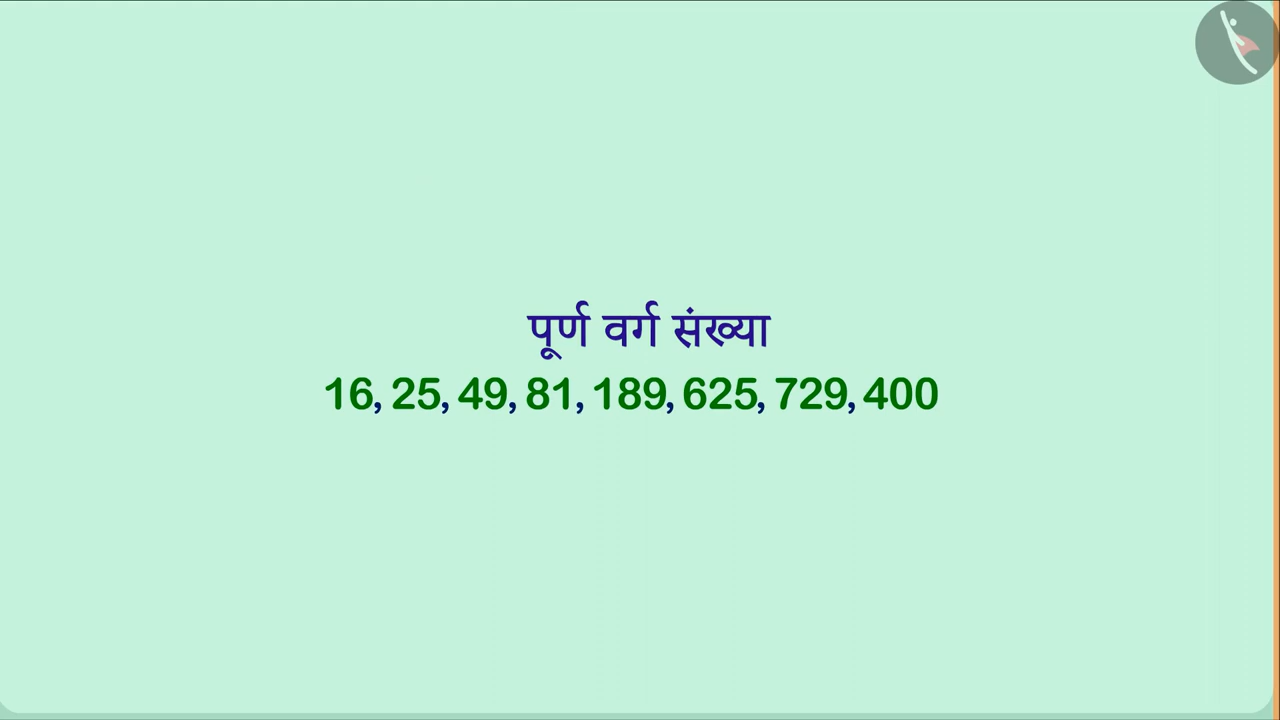 पूर्ण वर्ग संख्या
16, 25, 49, 81, 189, 625, 729, 400